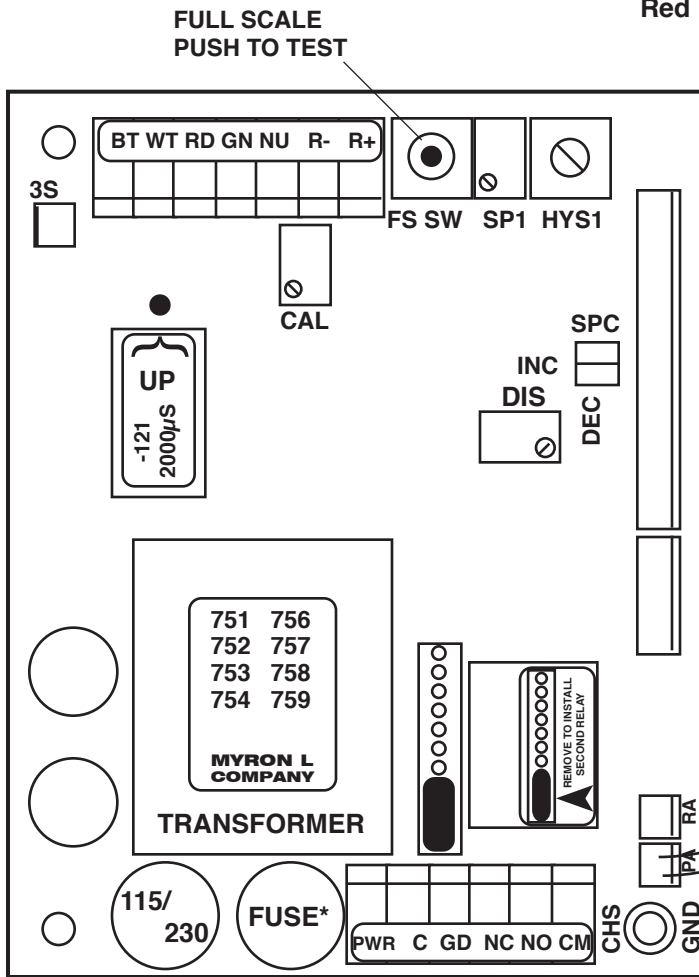 Red
FULL SCALE
PUSH TO TEST
BT WT RD GN NU R- R+
3S
FS SW SP1 HYS1
CAL
SPC
INC
DEC
DIS
UP
-121
2000µS
751 756
752 757
753 758
754 759
MYRON L
COMPANY
TRANSFORMER
REMOVE TO INSTALL
SECOND RELAY
RA
PA
115/
230
FUSE*
PWR C GD NC NO CM
CHS
GND